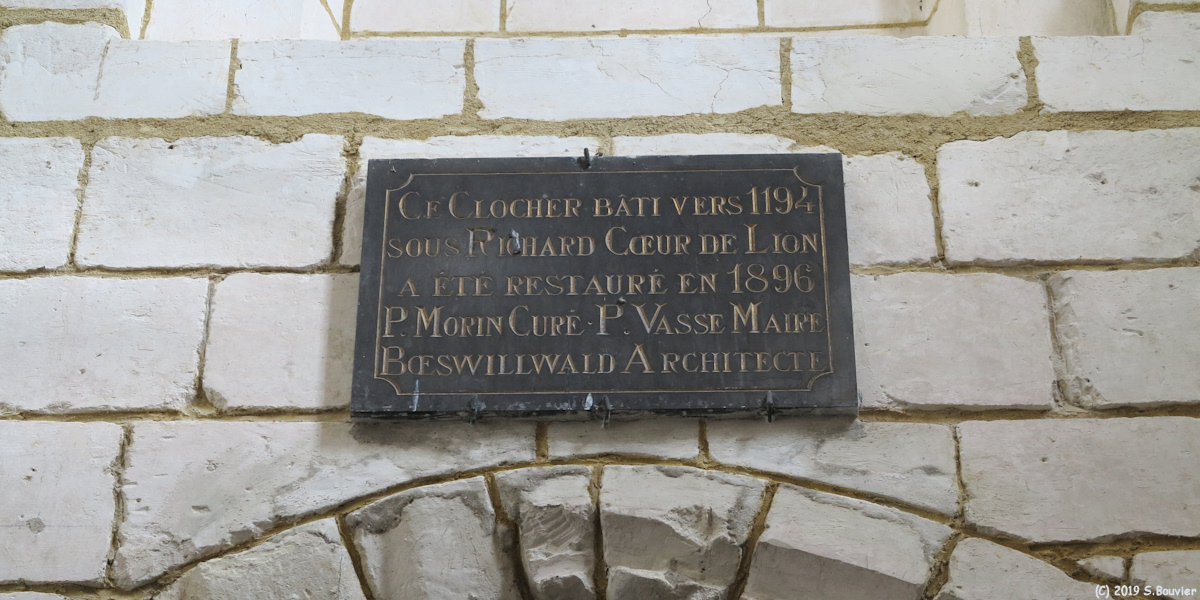 CE CLOCHER BÂTI VERS 1194
SOUS RICHARD CŒUR DE LION
A ÉTÉ RESTAURÉ EN 1896
P. MORIN CURÉ - P. VASSE MAIRE
BŒSWILLWALD ARCHITECTE
(C) 2019 S.Bouvier